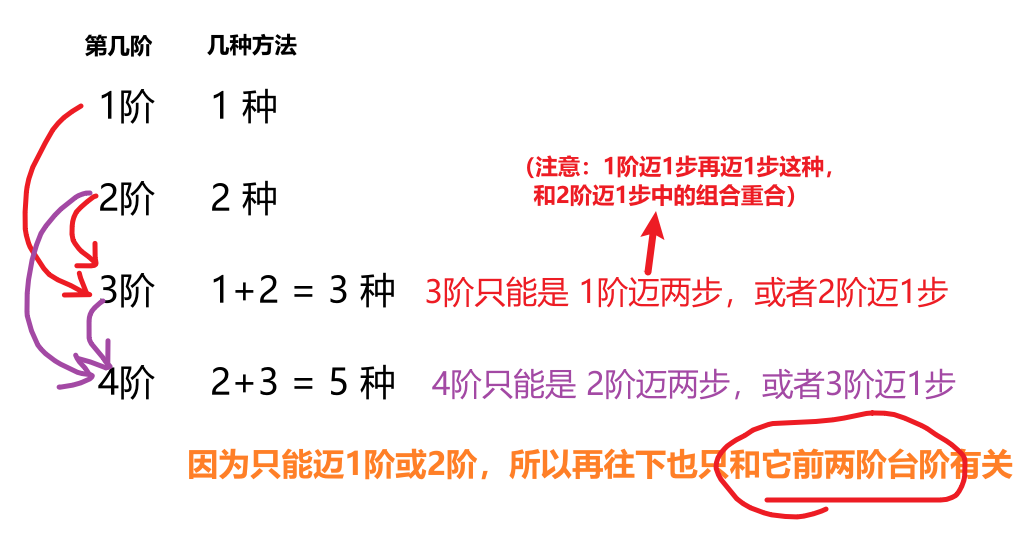 第几阶 几种方法
1阶 1 种
2阶 2 种
(注意：1阶迈1步再迈1步这种，
和2阶迈1步中的组合重合）
3阶 1+2 = 3 种 3阶只能是 1阶迈两步，或者2阶迈1步
4阶 2+3 = 5 种 4阶只能是 2阶迈两步，或者3阶迈1步
因为只能迈1阶或2阶，所以再往下也只和它前两阶台阶有关